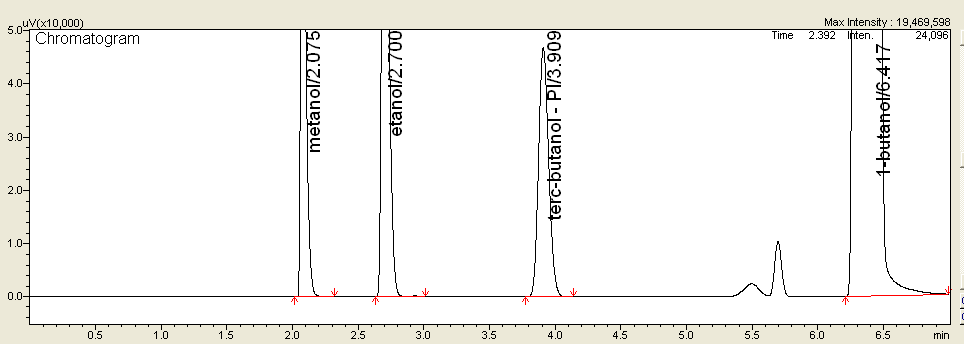 uV(x10,000)
Max Intensity : 19,469,598
Chromatogram
Time 2.392 Inten. 24,096
metanol/2.075
etanol/2.700
terc-butanol - PI/3.909
1-butanol/6.417
5.0
4.0
3.0
2.0
1.0
0.0
0.5 1.0 1.5 2.0 2.5 3.0 3.5 4.0 4.5 5.0 5.5 6.0 6.5 min